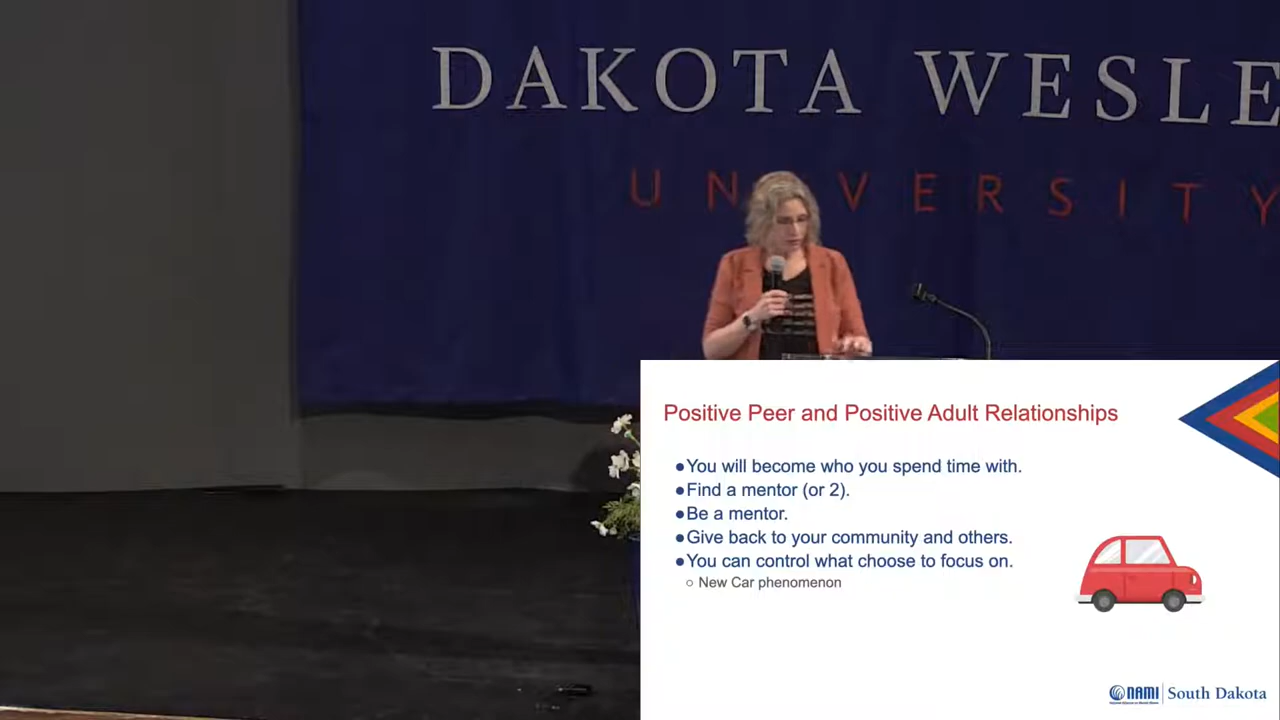 DAKOTA WESLE
UNIVERSITY
Positive Peer and Positive Adult Relationships
●You will become who you spend time with.
●Find a mentor (or 2).
●Be a mentor.
●Give back to your community and others.
●You can control what choose to focus on.
○ New Car phenomenon
NAMI South Dakota